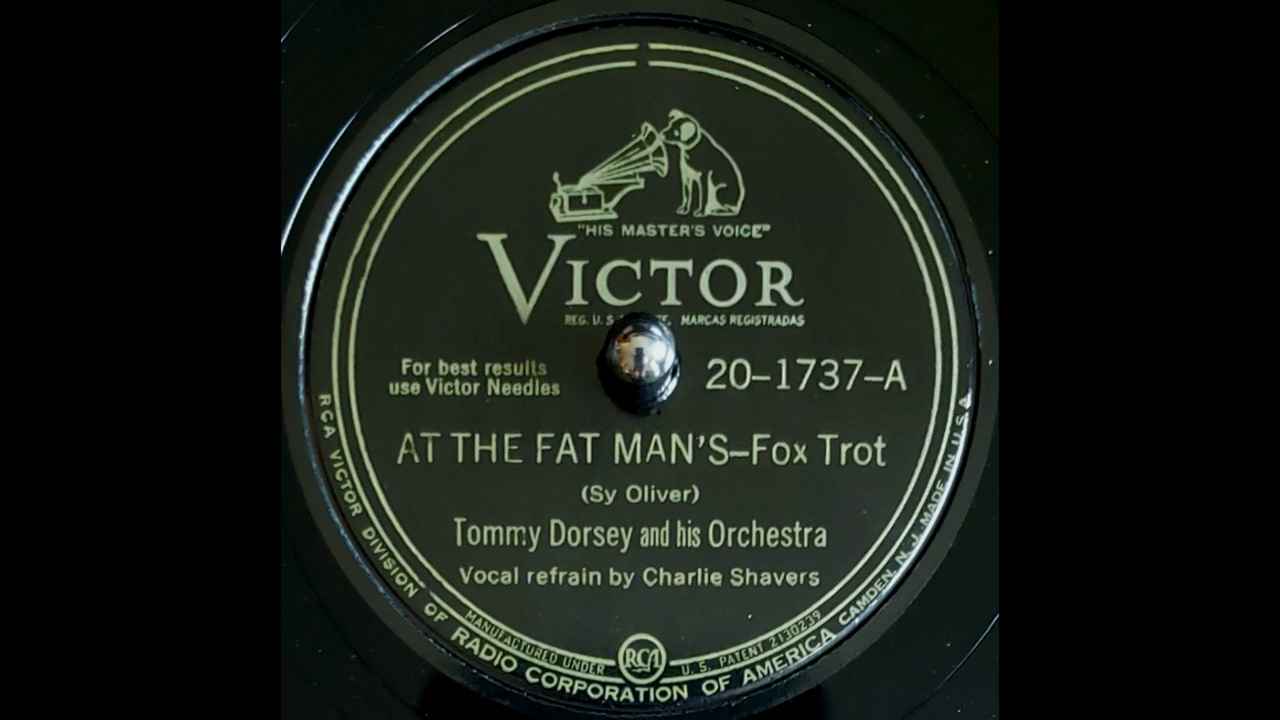 "HIS MASTER'S VOICE"
VICTOR
REG. U.S. MARCAS REGISTRADAS
For best results
use Victor Needles
20-1737-A
AT THE FAT MAN'S-Fox Trot
(Sy Oliver)
Tommy Dorsey and his Orchestra
Vocal refrain by Charlie Shavers
MANUFACTURED UNDER
RCA
U.S. PATENT 2130239
RCA VICTOR DIVISION OF RADIO CORPORATION OF AMERICA CAMDEN, N.J. MADE IN U.S.A.